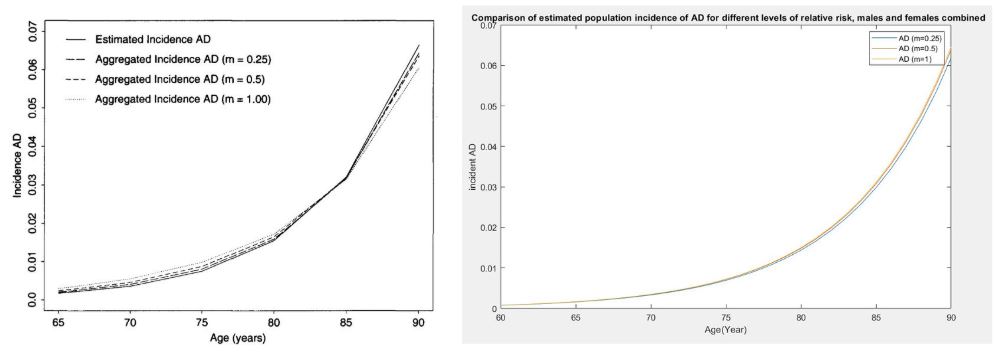 Estimated Incidence AD
Aggregated Incidence AD (m = 0.25)
Aggregated Incidence AD (m = 0.5)
Aggregated Incidence AD (m = 1.00)
Incidence AD
0.07
0.06
0.05
0.04
0.03
0.02
0.01
0.0
65 70 75 80 85 90
Age (years)
Comparison of estimated population incidence of AD for different levels of relative risk, males and females combined
AD (m=0.25)
AD (m=0.5)
AD (m=1)
incident AD
0.07
0.06
0.05
0.04
0.03
0.02
0.01
0
60 65 70 75 80 85 90
Age(Year)